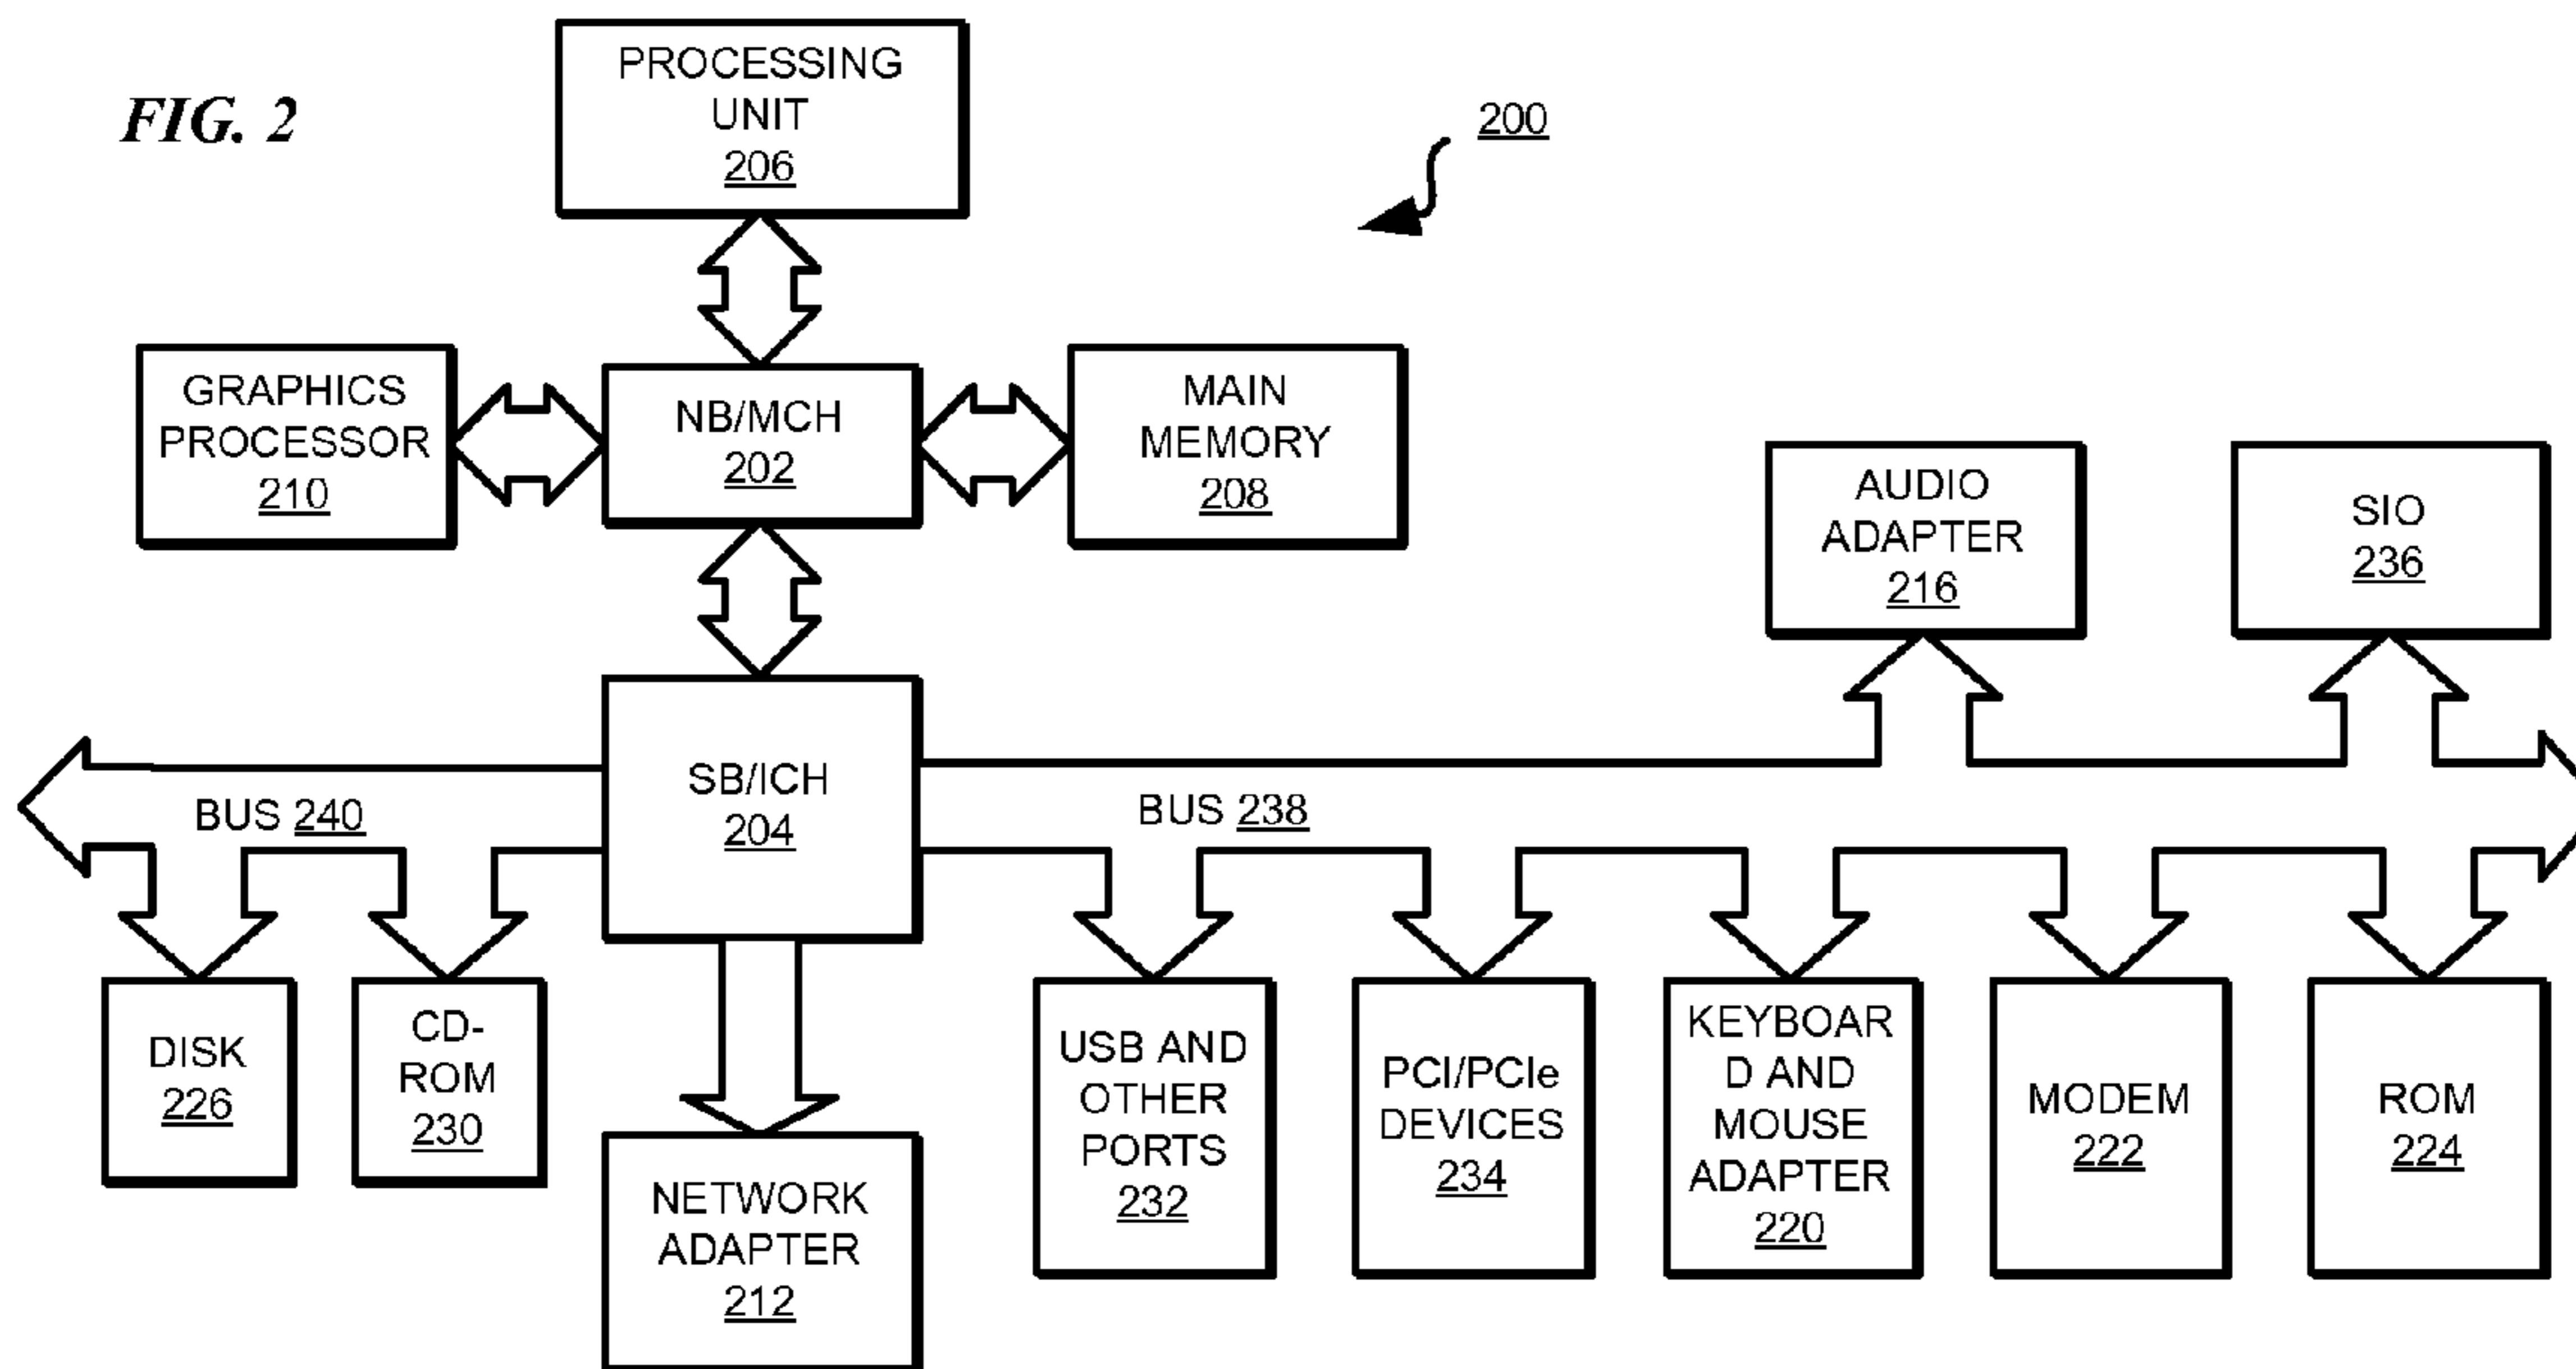 FIG. 2
PROCESSING
UNIT
206
200
GRAPHICS
PROCESSOR
210
NB/MCH
202
MAIN
MEMORY
208
AUDIO
ADAPTER
216
SIO
236
SB/ICH
204
BUS 240
BUS 238
DISK
226
CD-
ROM
230
NETWORK
ADAPTER
212
USB AND
OTHER
PORTS
232
PCI/PCIe
DEVICES
234
KEYBOAR
D AND
MOUSE
ADAPTER
220
MODEM
222
ROM
224